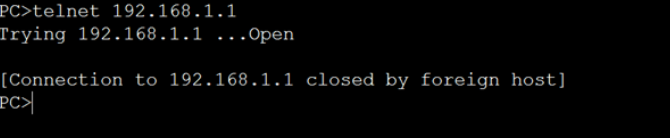 PC>telnet 192.168.1.1
Trying 192.168.1.1 ...Open
[Connection to 192.168.1.1 closed by foreign host]
PC>